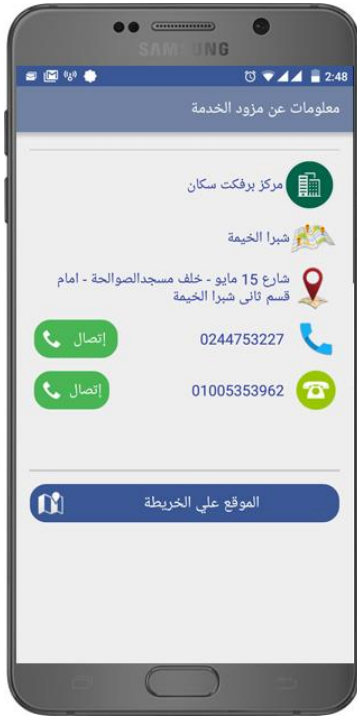 SAMSUNG
2:48
معلومات عن مزود الخدمة
مركز برفكت سكان
شبرا الخيمة
شارع 15 مايو - خلف مسجدالصوالحة - امام
قسم ثانى شبرا الخيمة
0244753227
إتصال
01005353962
إتصال
الموقع علي الخريطة